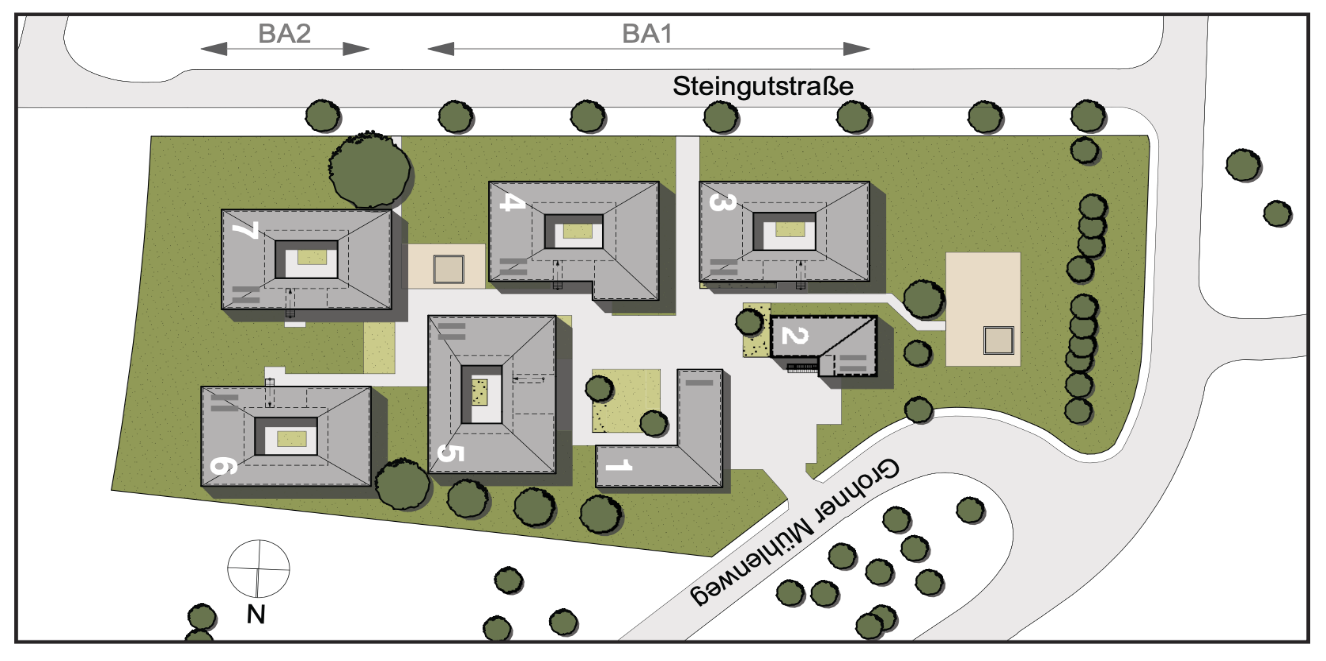 BA2
BA1
Steingutstraße
4
3
7
2
5
6
1
Grohner Mühlenweg
N